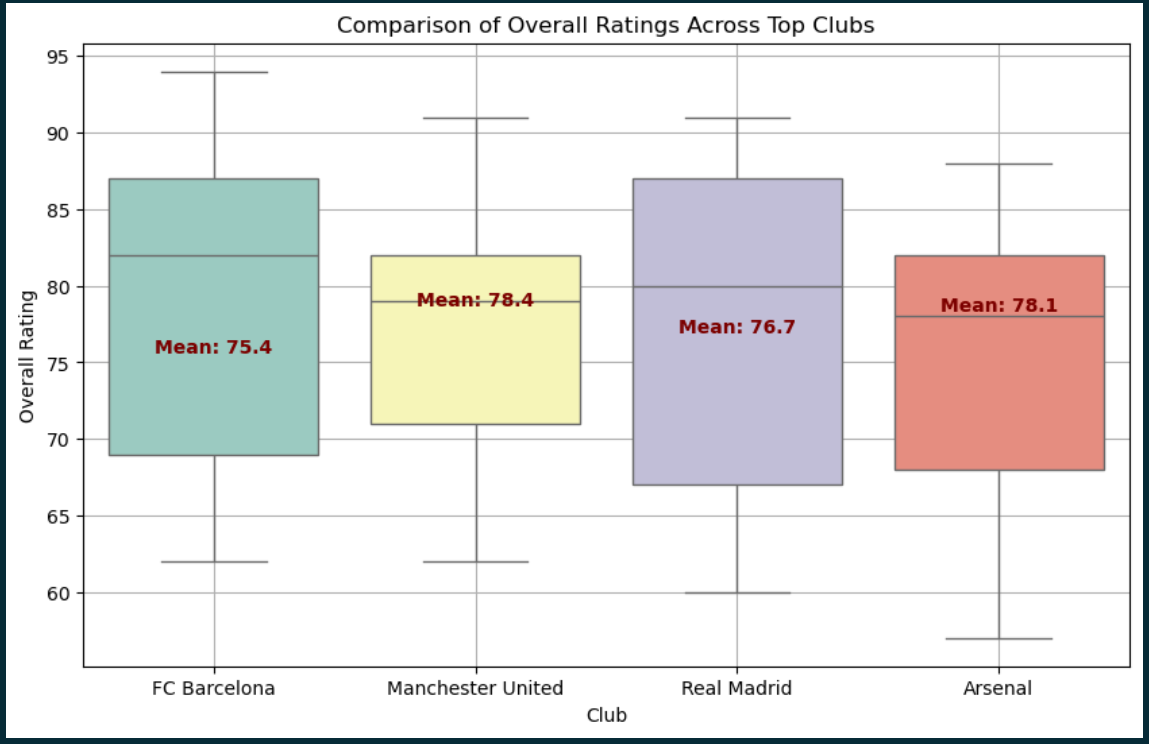 Comparison of Overall Ratings Across Top Clubs
95
90
85
80
75
70
65
60
Overall Rating
Mean: 75.4
Mean: 78.4
Mean: 76.7
Mean: 78.1
FC Barcelona
Manchester United
Real Madrid
Arsenal
Club